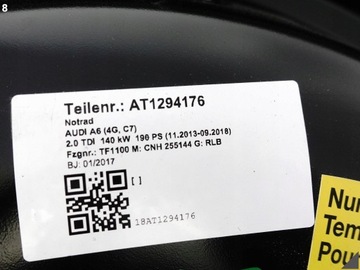 8
Teilenr.: AT1294176
Notrad
AUDI A6 (4G, C7)
2.0 TDI 140 kW 190 PS (11.2013-09.2018)
Fzgnr.: TF1100 M: CNH 255144 G: RLB
BJ: 01/2017
[ ]
18AT1294176
Nur
Tem
Pou